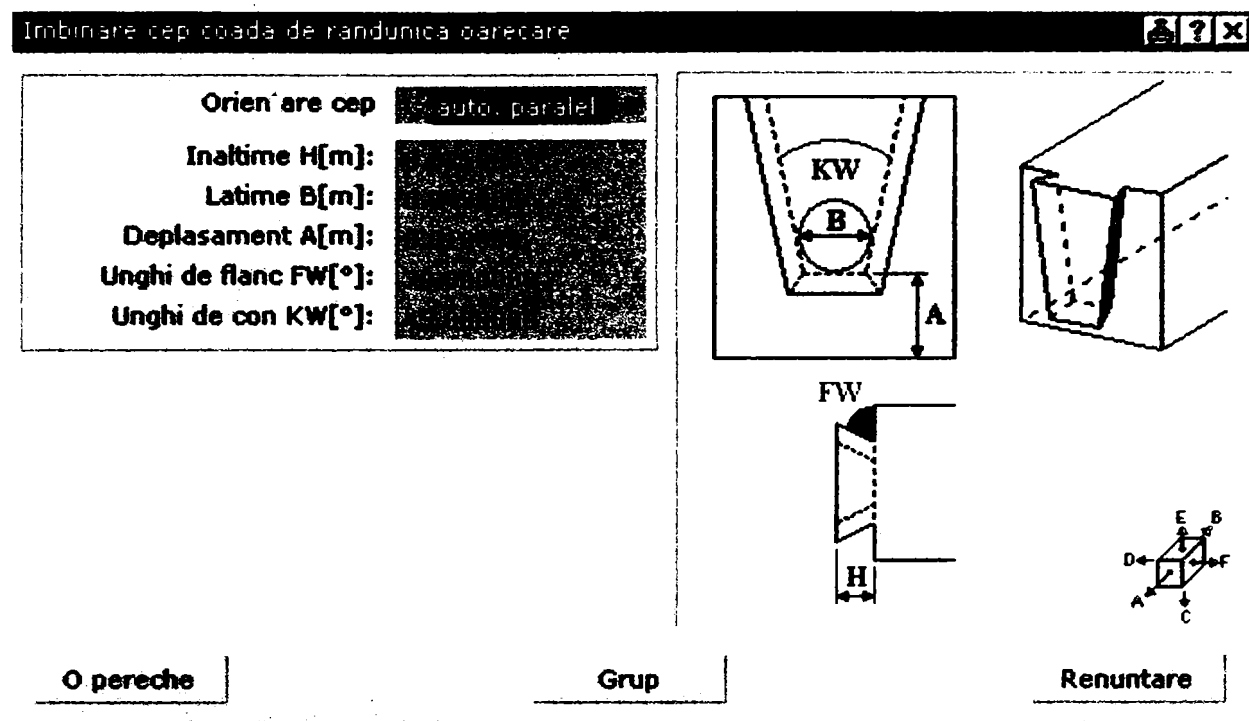 Imbinare cep coada de randunica oarecare
Orien are cep auto. paralel
Inaltime H[m]:
Latime B[m]:
Deplasament A[m]:
Unghi de flanc FW[°]:
Unghi de con KW[°]:
KW
B
A
FW
H
E B
D F
A
C
O pereche Grup Renuntare